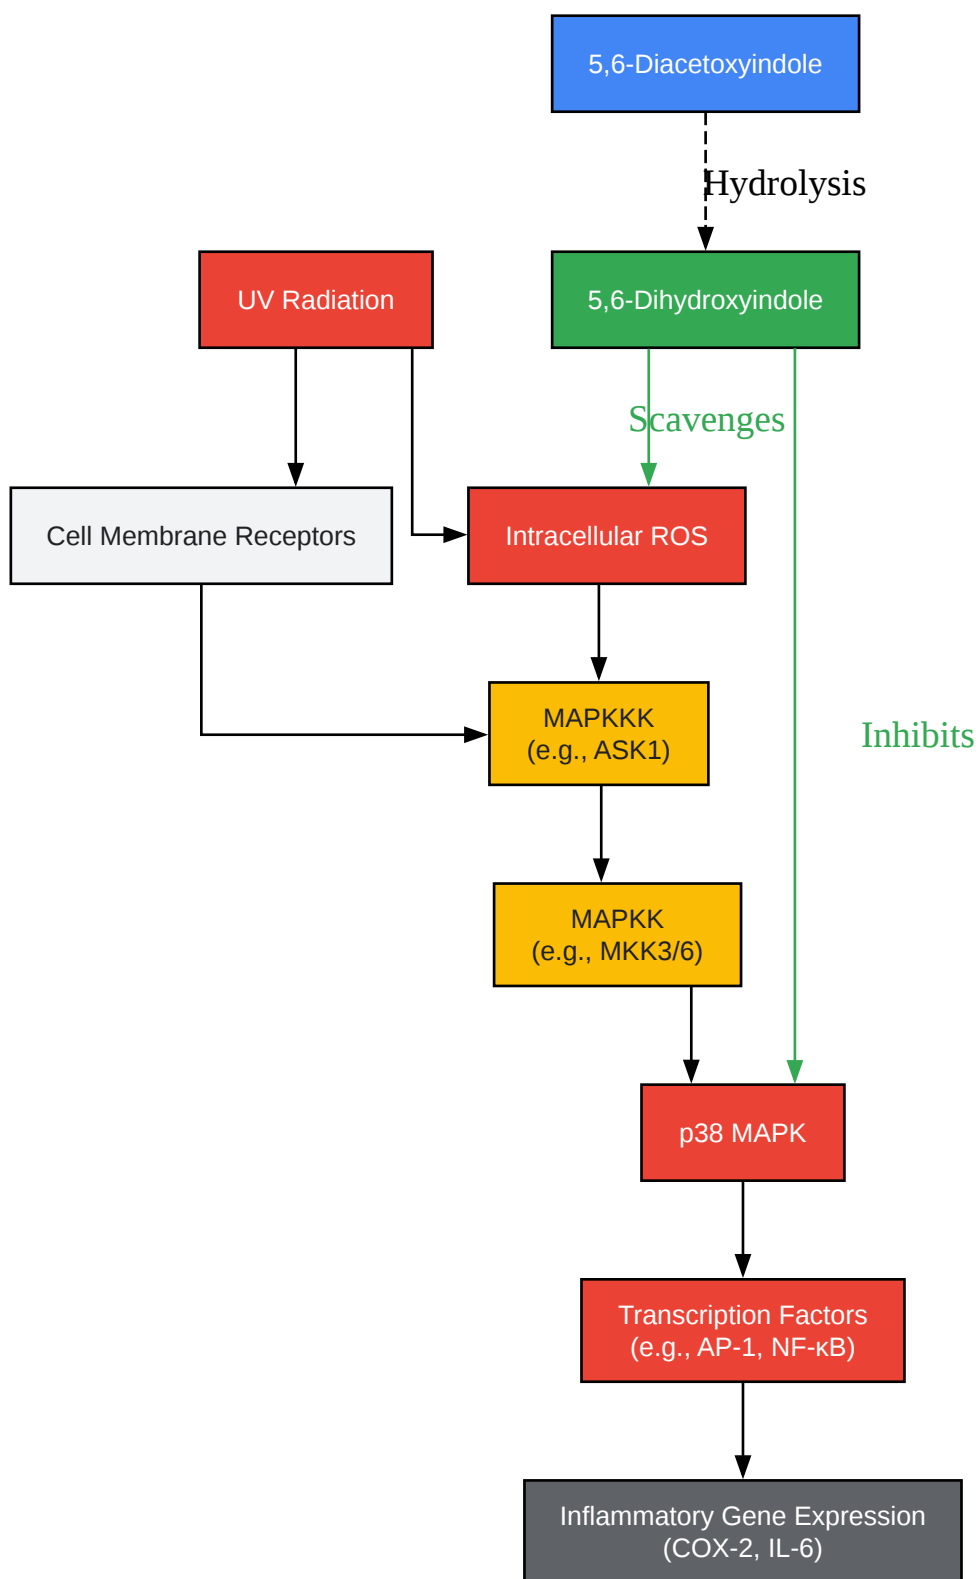 5,6-Diacetoxyindole
Hydrolysis
UV Radiation
5,6-Dihydroxyindole
Scavenges
Cell Membrane Receptors
Intracellular ROS
MAPKKK
(e.g., ASK1)
Inhibits
MAPKK
(e.g., MKK3/6)
p38 MAPK
Transcription Factors
(e.g., AP-1, NF-κB)
Inflammatory Gene Expression
(COX-2, IL-6)